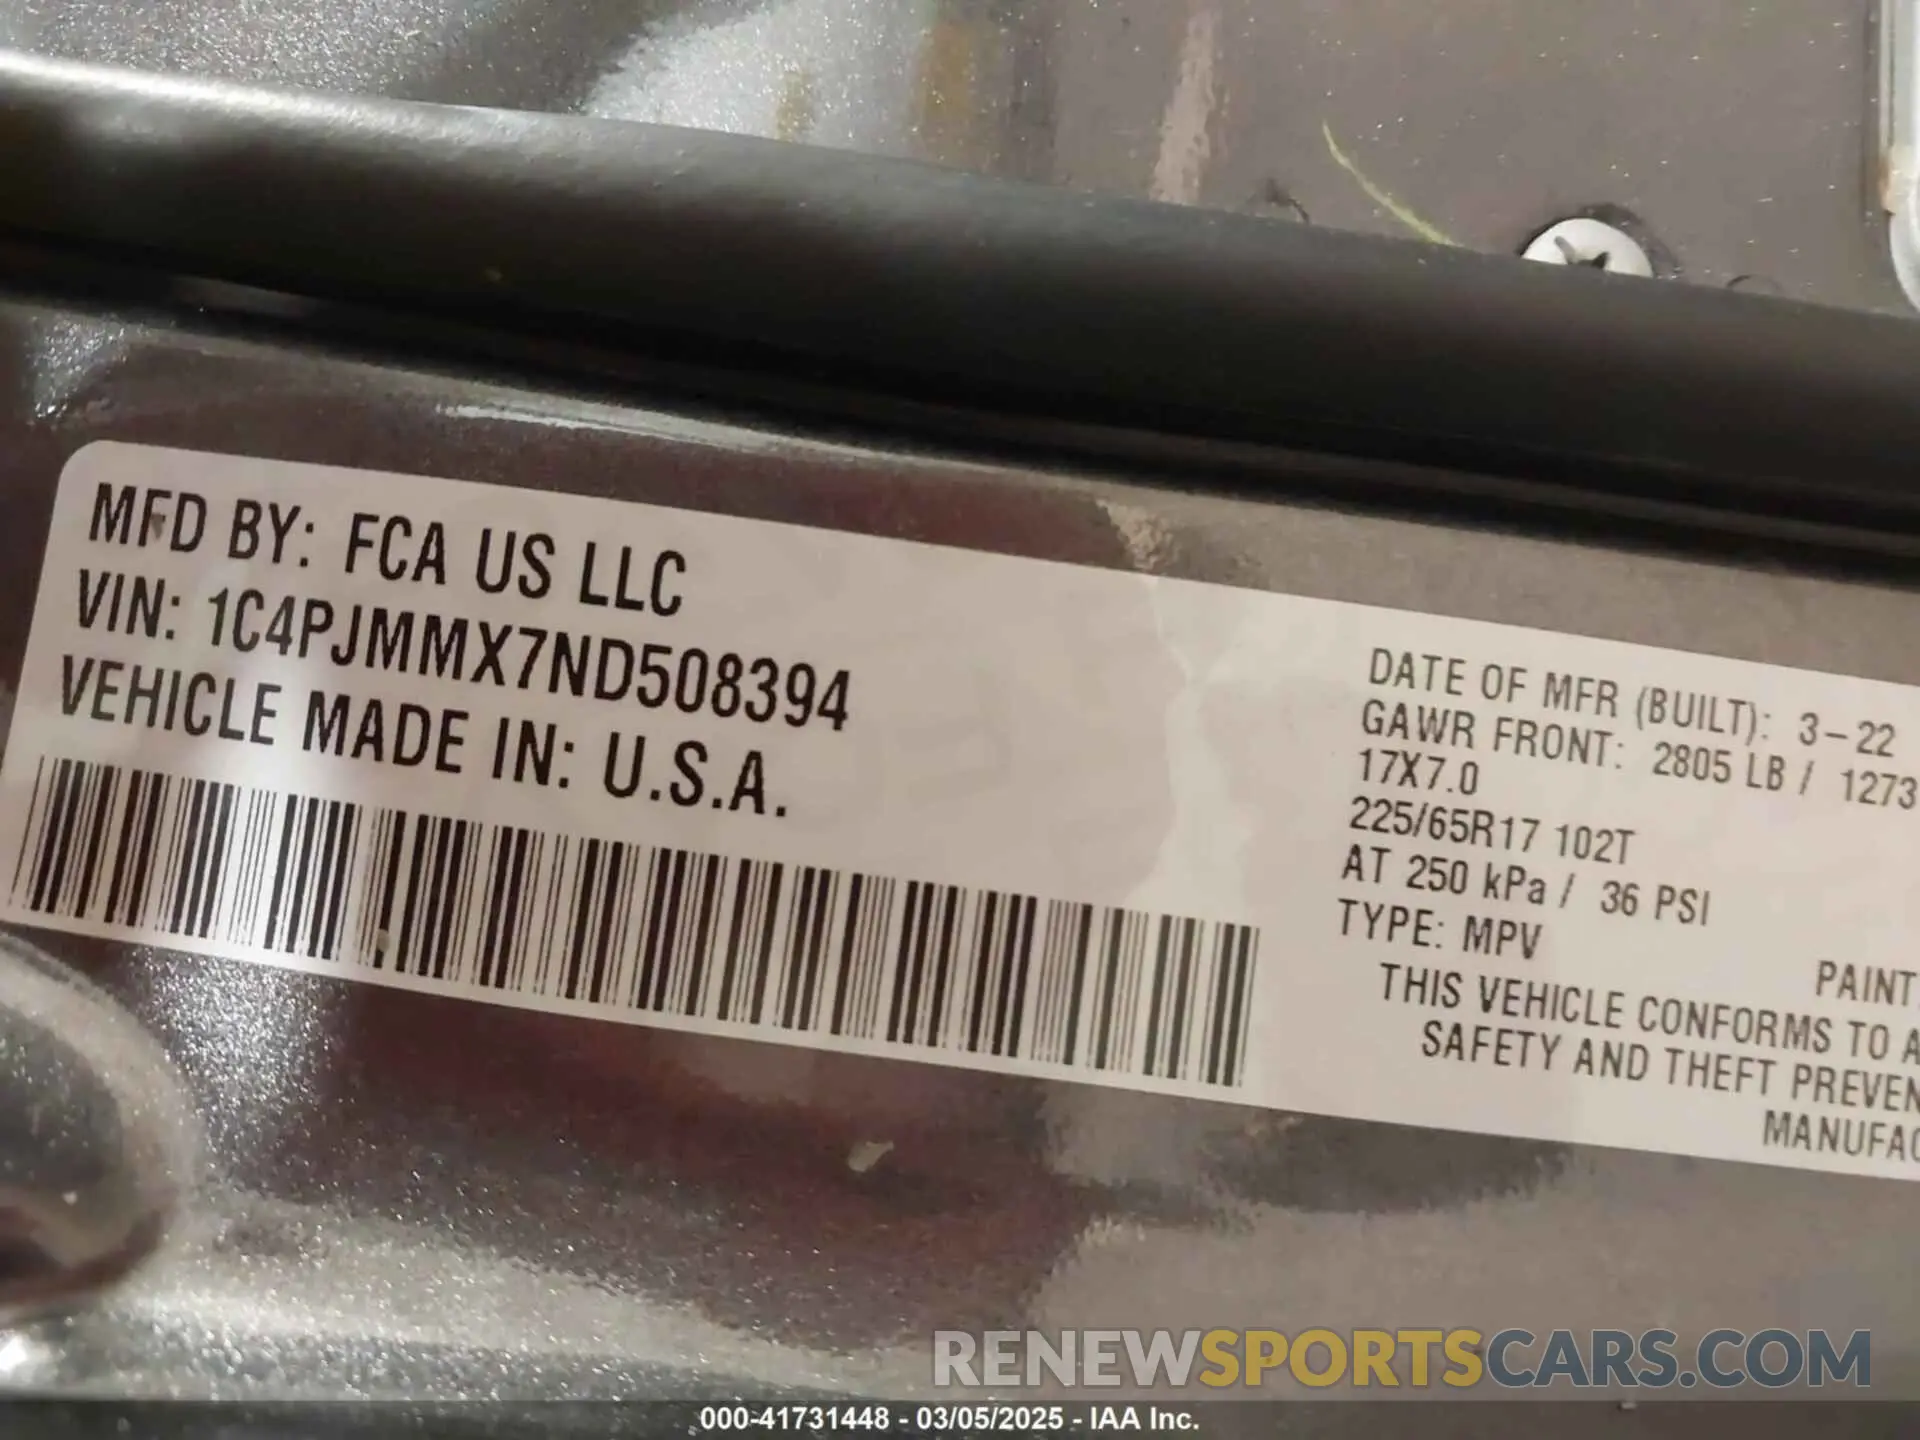 MFD BY: FCA US LLC
VIN: 1C4PJMMX7ND508394
VEHICLE MADE IN: U.S.A.
DATE OF MFR (BUILT): 3-22
GAWR FRONT: 2805 LB / 1273
17X7.0
225/65R17 102T
AT 250 kPa / 36 PSI
TYPE: MPV
PAINT
THIS VEHICLE CONFORMS TO A
SAFETY AND THEFT PREVEN
MANUFAC
RENEWSPORTSCARS.COM
000-41731448 - 03/05/2025 - IAA Inc.